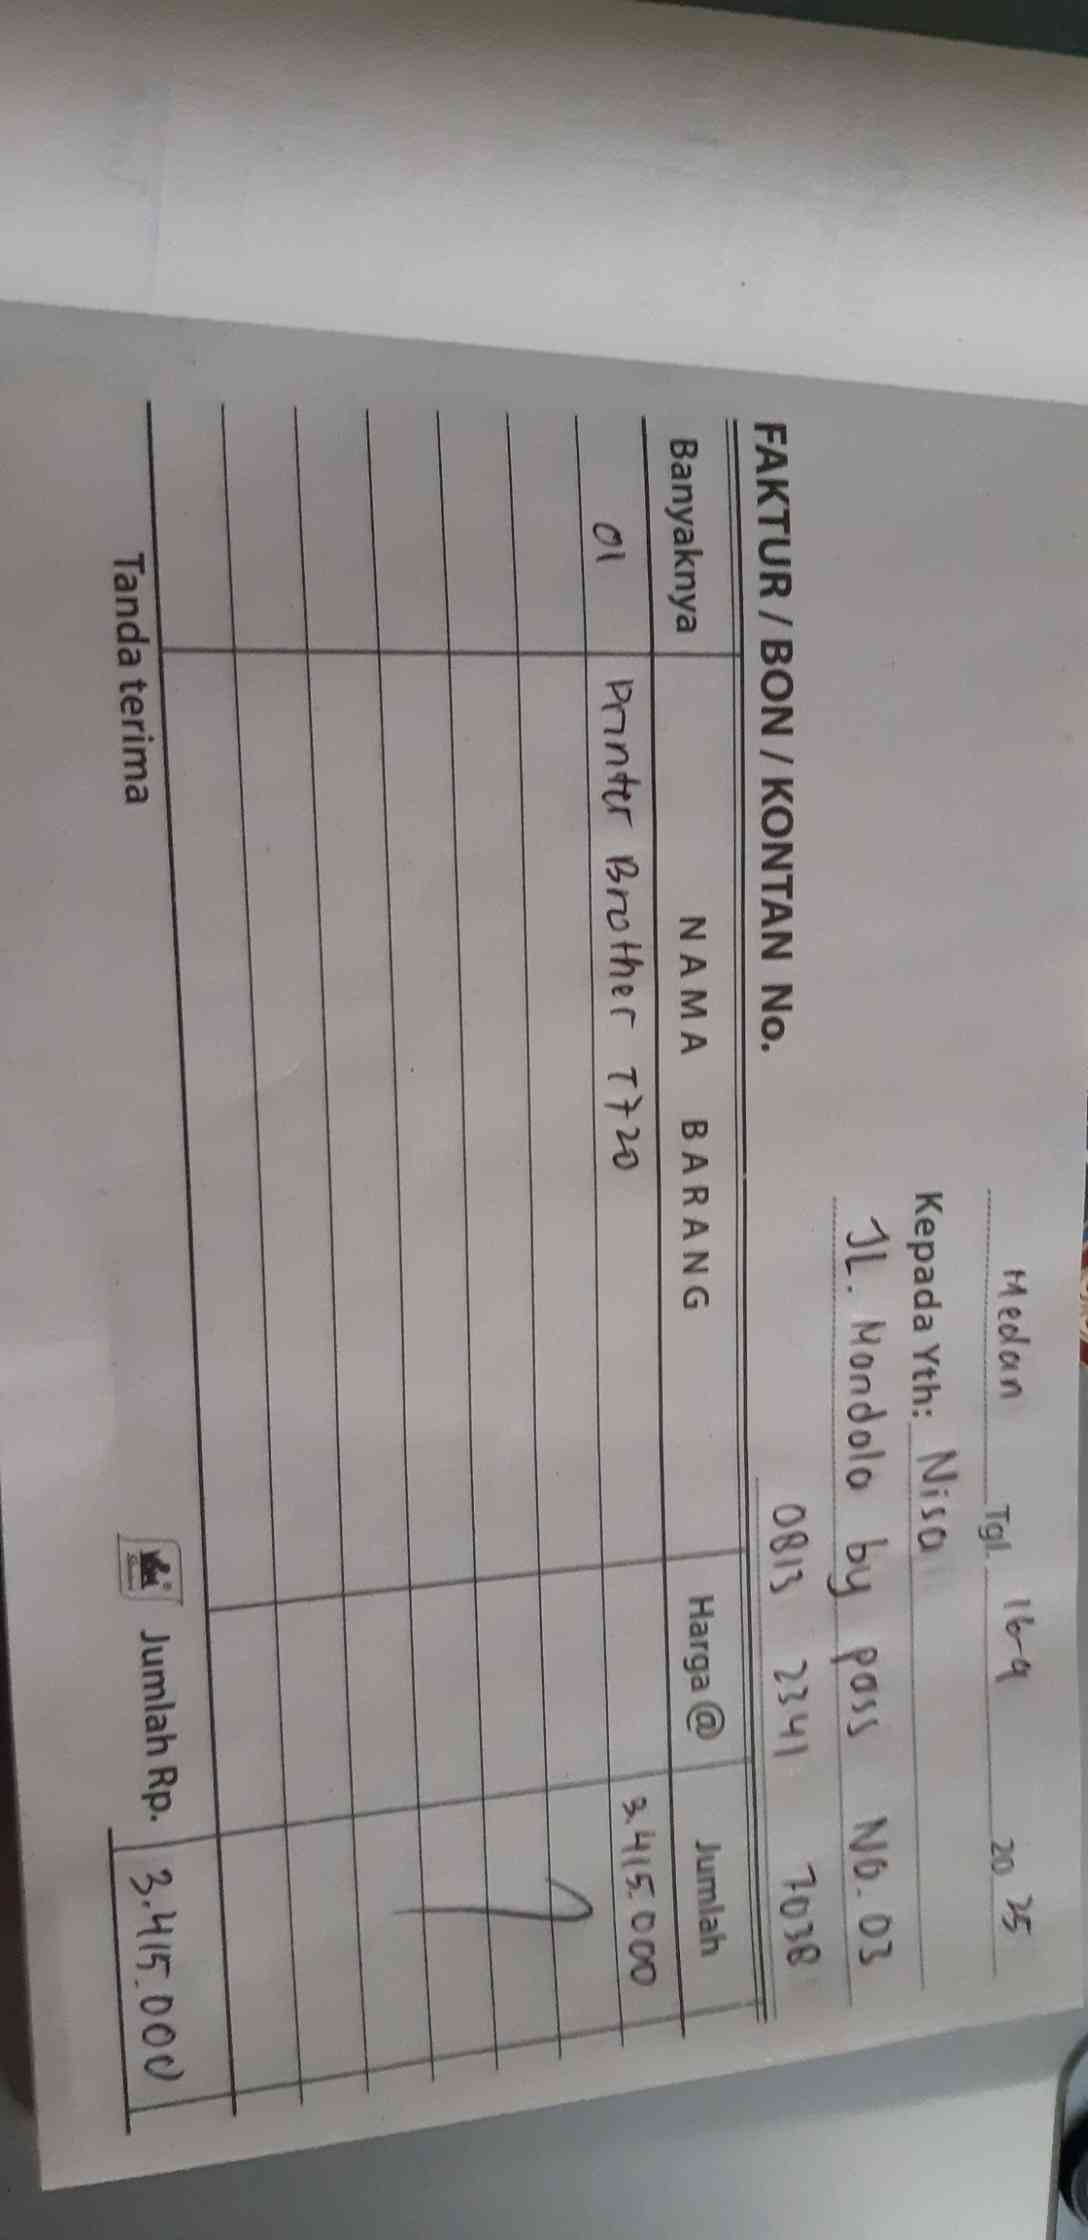 Medan Tgl. 16-9 20 25
Kepada Yth: Nisa
JL. Mandala by pass No. 03
0813 2341 7038
FAKTUR / BON / KONTAN No.
Banyaknya NAMA BARANG Harga @ Jumlah
01 Printer Brother T720 3.415.000
Tanda terima Jumlah Rp. 3.415.000